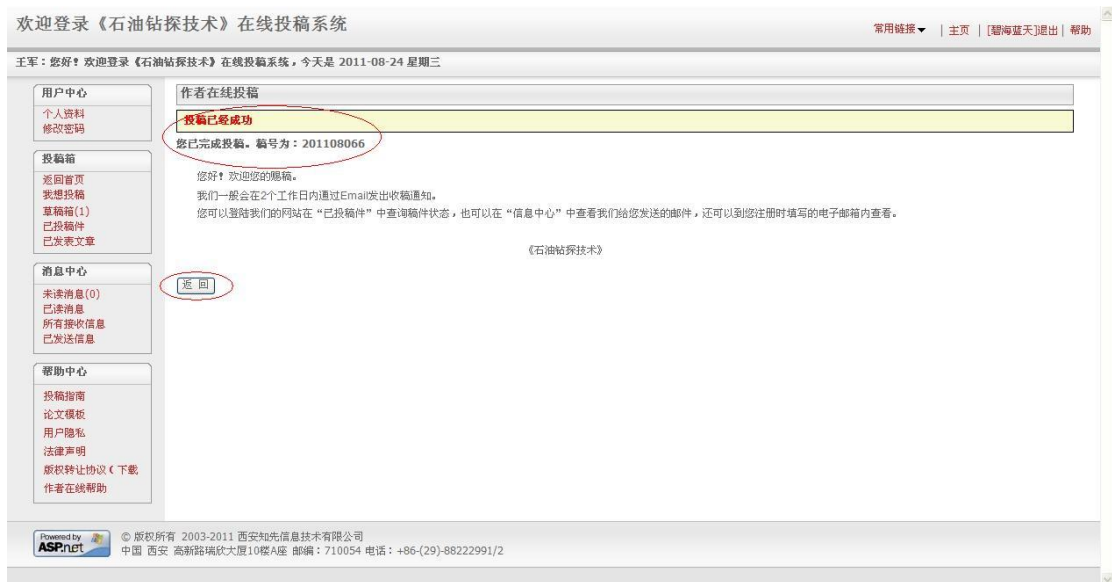 欢迎登录《石油钻探技术》在线投稿系统
常用链接 | 主页 | [碧海蓝天]退出 | 帮助
王军：您好！欢迎登录《石油钻探技术》在线投稿系统，今天是 2011-08-24 星期三
用户中心
个人资料
修改密码
投稿箱
返回首页
我想投稿
草稿箱(1)
已投稿件
已发表文章
消息中心
未读消息(0)
已读消息
所有接收信息
已发送信息
帮助中心
投稿指南
论文模板
用户隐私
法律声明
版权转让协议(下载
作者在线帮助
作者在线投稿
投稿已经成功
您已完成投稿。稿号为：201108066
您好！欢迎您的赐稿。
我们一般会在2个工作日内通过Email发出收稿通知。
您可以登陆我们的网站在“已投稿件”中查询稿件状态，也可以在“信息中心”中查看我们给您发送的邮件，还可以到您注册时填写的电子邮箱内查看。
《石油钻探技术》
返 回
Powered by
ASP.net
© 版权所有 2003-2011 西安知先信息技术有限公司
中国 西安 高新路瑞欣大厦10楼A座 邮编：710054 电话：+86-(29)-88222991/2